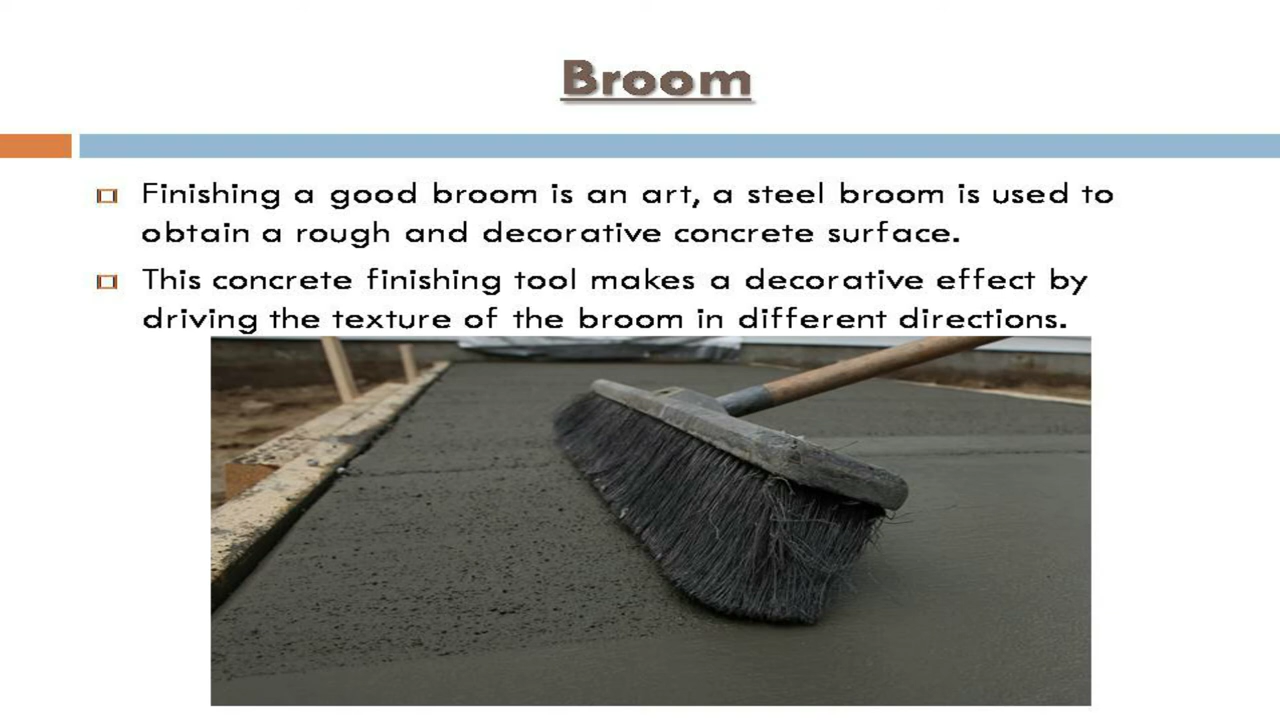 Broom
Finishing a good broom is an art, a steel broom is used to
obtain a rough and decorative concrete surface.
This concrete finishing tool makes a decorative effect by
driving the texture of the broom in different directions.